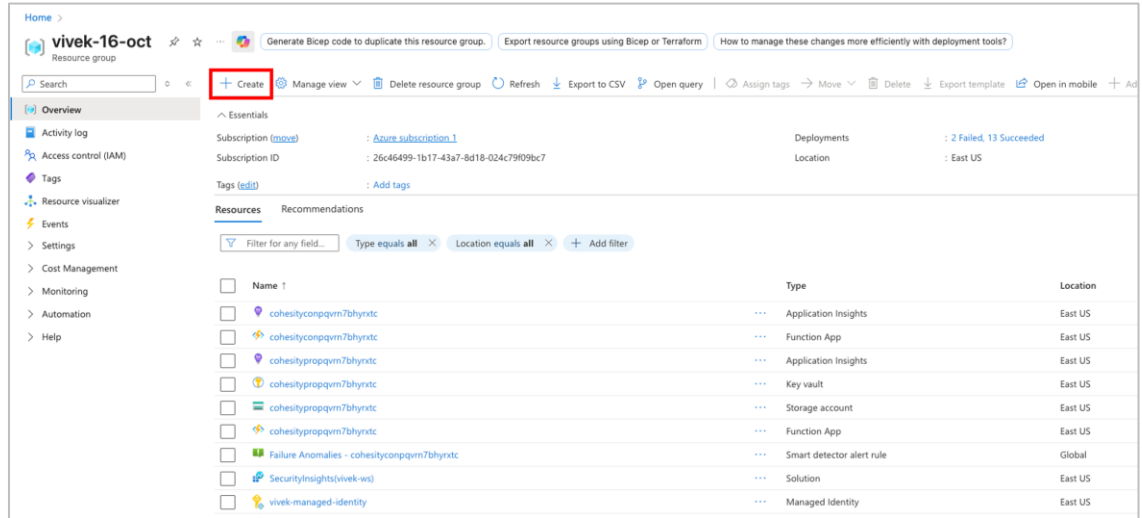 Home >
vivek-16-oct
Generate Bicep code to duplicate this resource group. Export resource groups using Bicep or Terraform How to manage these changes more efficiently with deployment tools?
Resource group
Search
Create Manage view Delete resource group Refresh Export to CSV Open query Assign tags Move Delete Export template Open in mobile
Overview
Activity log
Access control (IAM)
Tags
Resource visualizer
Events
Settings
Cost Management
Monitoring
Automation
Help
Essentials
Subscription (move) : Azure subscription 1 Deployments : 2 Failed, 13 Succeeded
Subscription ID : 26c46499-1b17-43a7-8d18-024c79f09bc7 Location : East US
Tags (edit) : Add tags
Resources Recommendations
Filter for any field... Type equals all Location equals all Add filter
Name ↑ Type Location
cohesityconpqvrn7bhyrxtc ... Application Insights East US
cohesityconpqvrn7bhyrxtc ... Function App East US
cohesitypropqvrn7bhyrxtc ... Application Insights East US
cohesitypropqvrn7bhyrxtc ... Key vault East US
cohesitypropqvrn7bhyrxtc ... Storage account East US
cohesitypropqvrn7bhyrxtc ... Function App East US
Failure Anomalies - cohesityconpqvrn7bhyrxtc ... Smart detector alert rule Global
SecurityInsights(vivek-ws) ... Solution East US
vivek-managed-identity ... Managed Identity East US